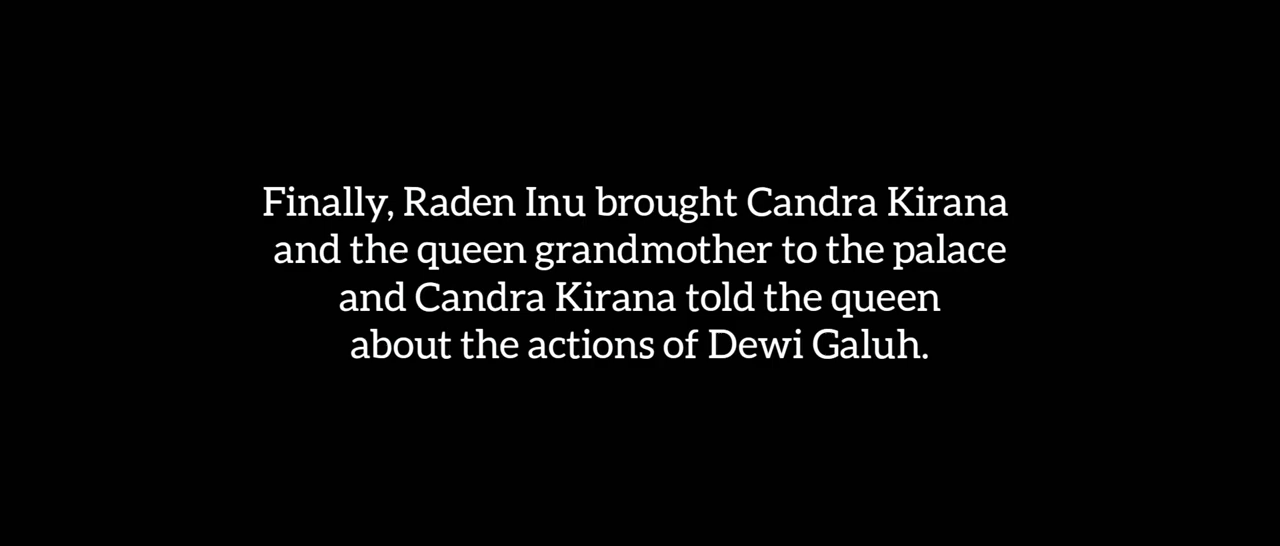 Finally, Raden Inu brought Candra Kirana
and the queen grandmother to the palace
and Candra Kirana told the queen
about the actions of Dewi Galuh.